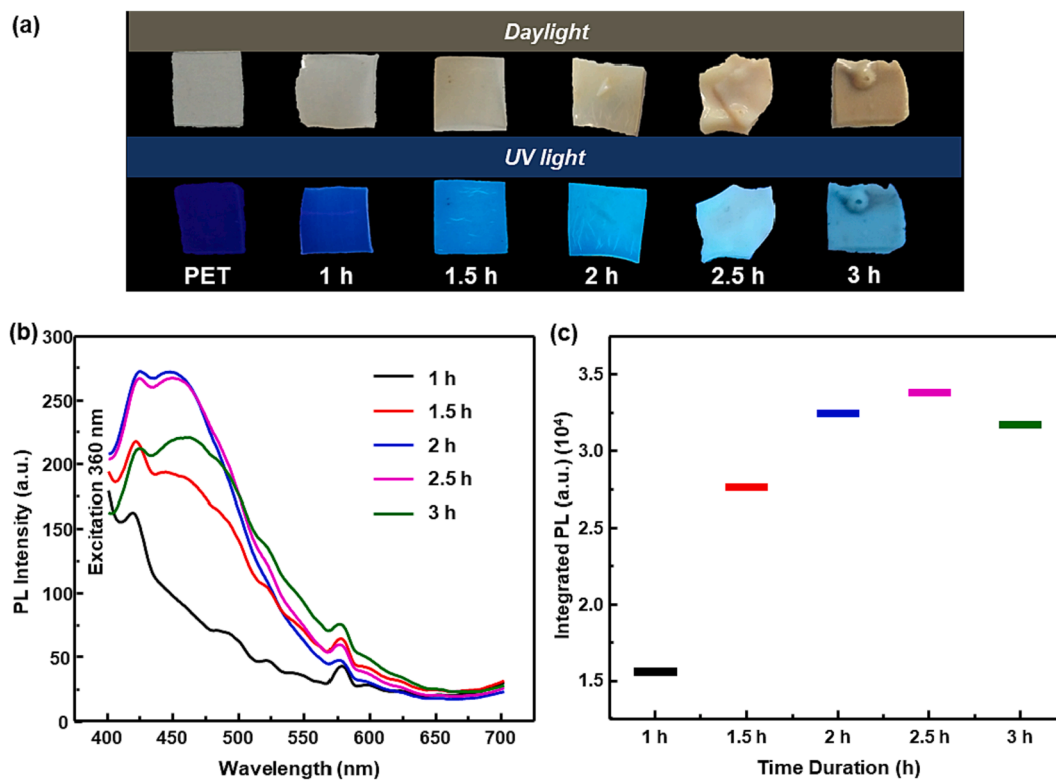 (a)
Daylight
UV light
PET 1 h 1.5 h 2 h 2.5 h 3 h
(b)
300
250
200
150
100
50
0
PL Intensity (a.u.)
Excitation 360 nm
1 h
1.5 h
2 h
2.5 h
3 h
400 450 500 550 600 650 700
Wavelength (nm)
(c)
3.5
3.0
2.5
2.0
1.5
Integrated PL (a.u.) (10⁴)
1 h 1.5 h 2 h 2.5 h 3 h
Time Duration (h)